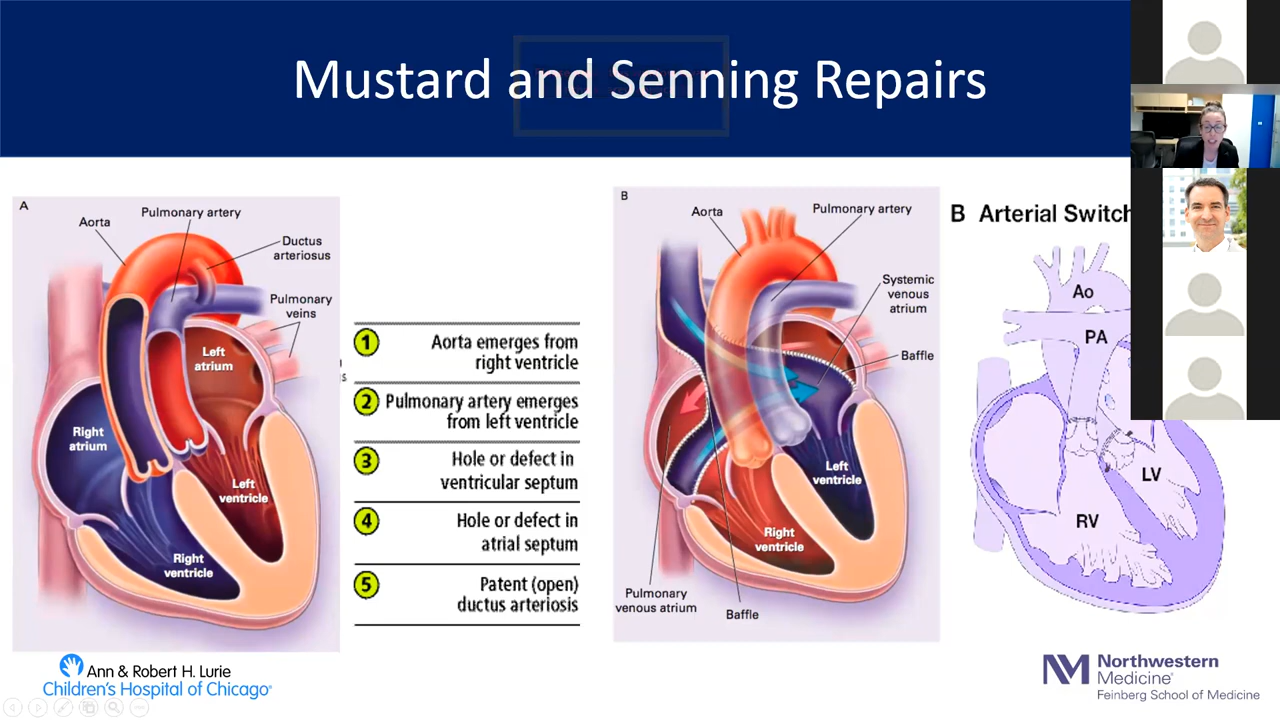 Mustard and Senning Repairs
A
Aorta
Pulmonary artery
Ductus
arteriosus
Pulmonary
veins
Left
atrium
Right
atrium
Left
ventricle
Right
ventricle
1 Aorta emerges from
right ventricle
2 Pulmonary artery emerges
from left ventricle
3 Hole or defect in
ventricular septum
4 Hole or defect in
atrial septum
5 Patent (open)
ductus arteriosis
B
Aorta
Pulmonary artery
Systemic
venous
atrium
Baffle
Left
ventricle
Right
ventricle
Pulmonary
venous atrium
Baffle
B Arterial Switch
Ao
PA
LV
RV
Ann & Robert H. Lurie
Children's Hospital of Chicago®
NM Northwestern
Medicine®
Feinberg School of Medicine